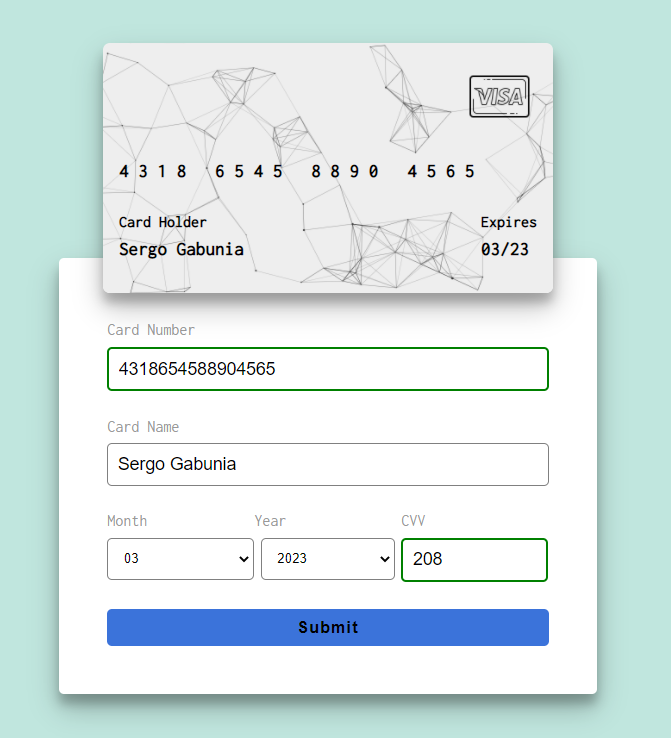 VISA
4318 6545 8890 4565
Card Holder Expires
Sergo Gabunia 03/23
Card Number
4318654588904565
Card Name
Sergo Gabunia
Month Year CVV
03 2023 208
Submit